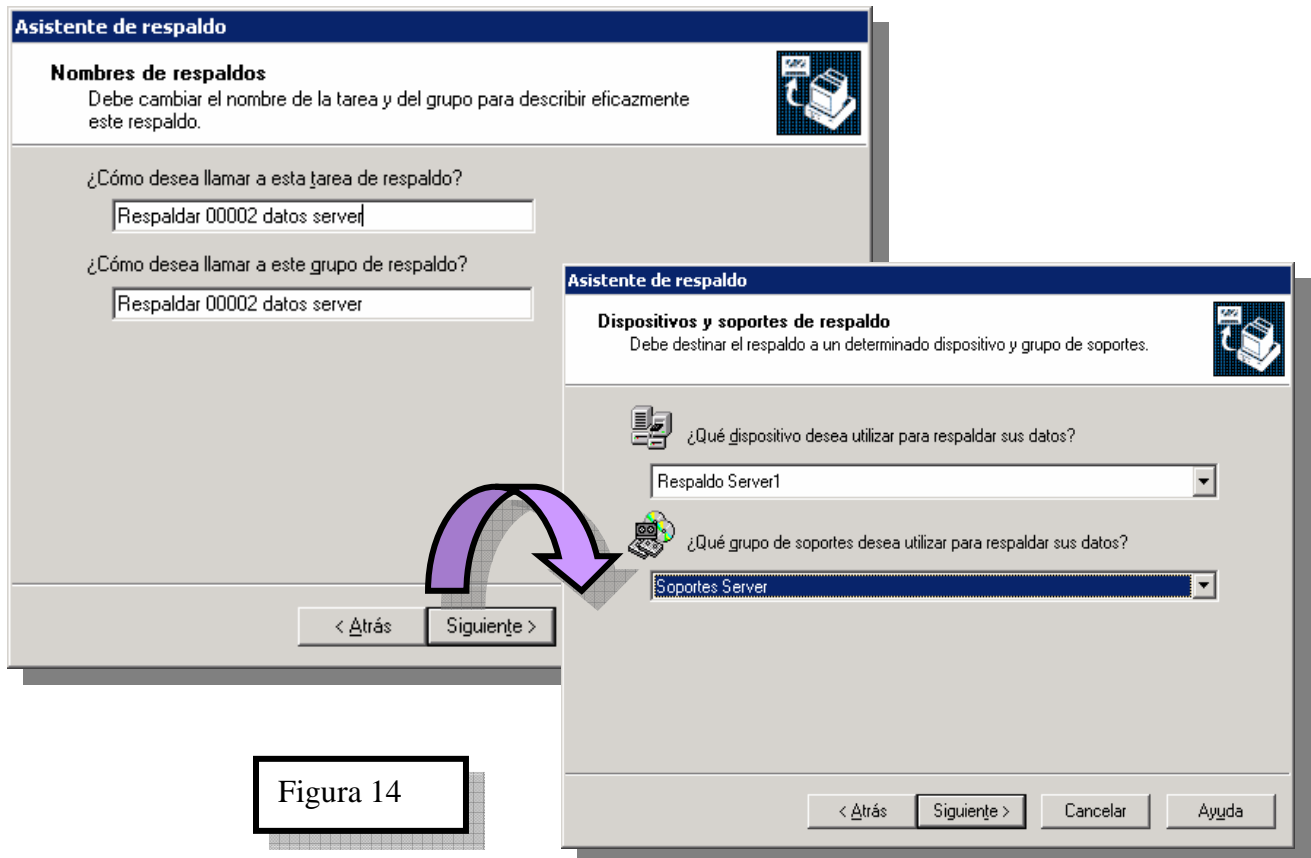 Asistente de respaldo
Nombres de respaldos
Debe cambiar el nombre de la tarea y del grupo para describir eficazmente
este respaldo.
¿Cómo desea llamar a esta tarea de respaldo?
Respaldar 00002 datos server
¿Cómo desea llamar a este grupo de respaldo?
Respaldar 00002 datos server
< Atrás
Siguiente >
Asistente de respaldo
Dispositivos y soportes de respaldo
Debe destinar el respaldo a un determinado dispositivo y grupo de soportes.
¿Qué dispositivo desea utilizar para respaldar sus datos?
Respaldo Server1
¿Qué grupo de soportes desea utilizar para respaldar sus datos?
Soportes Server
< Atrás
Siguiente >
Cancelar
Ayuda
Figura 14